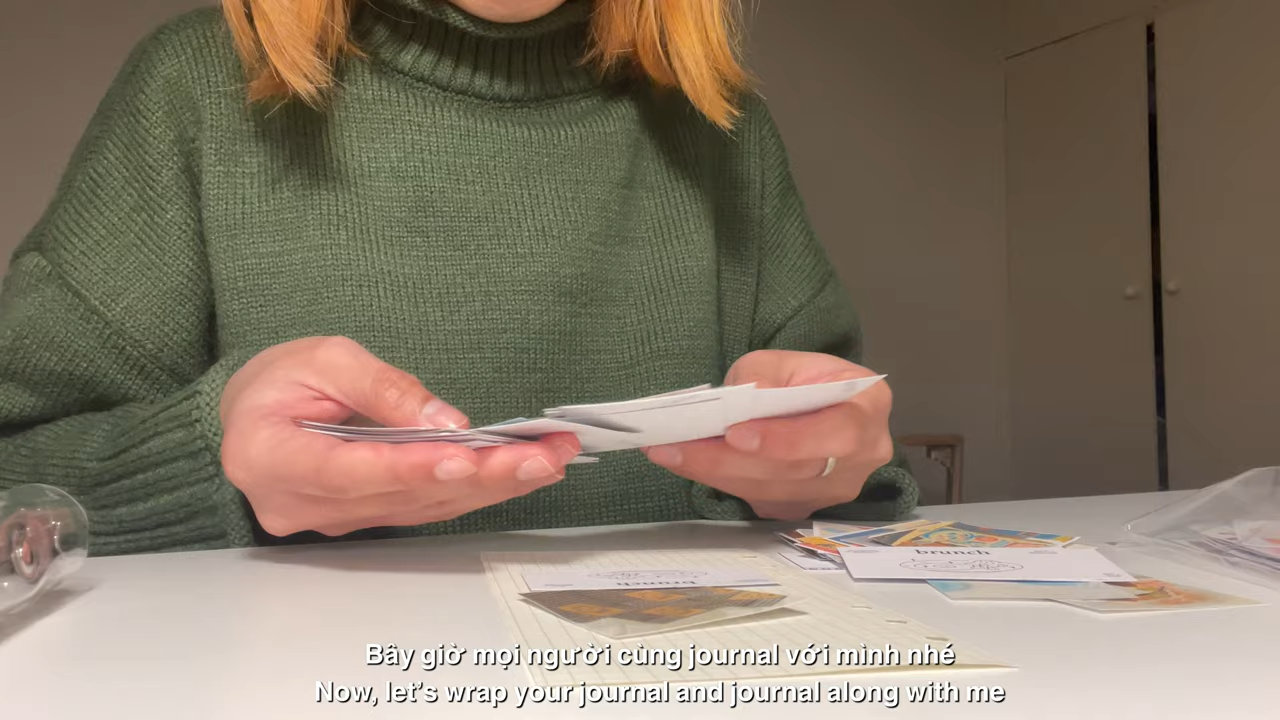 brunch
brunch
Bây giờ mọi người cùng journal với mình nhé
Now, let's wrap your journal and journal along with me